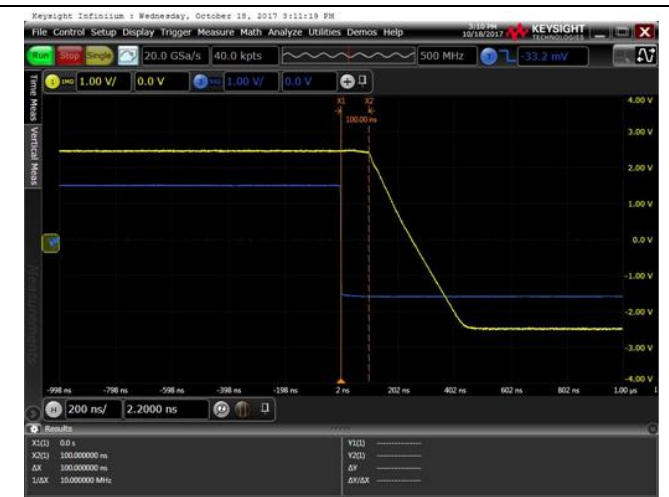 Keysight Infiniium : Wednesday, October 18, 2017 3:11:19 PM
File Control Setup Display Trigger Measure Math Analyze Utilities Demos Help 3:10 PM
10/18/2017 KEYSIGHT
TECHNOLOGIES
Run Stop Single 20.0 GSa/s 40.0 kpts 500 MHz -33.2 mV
1.00 V/ 0.0 V 1.00 V/ 0.0 V
Time Meas
Vertical Meas
Measurements
X1 X2
100.00 ns
4.00 V
3.00 V
2.00 V
1.00 V
0.0 V
-1.00 V
-2.00 V
-3.00 V
-4.00 V
-998 ns -798 ns -598 ns -398 ns -198 ns 2 ns 202 ns 402 ns 602 ns 802 ns 1.00 µs
H 200 ns/ 2.2000 ns
Results
X1(1) 0.0 s Y1(1)
X2(1) 100.000000 ns Y2(1)
ΔX 100.000000 ns ΔY
1/ΔX 10.000000 MHz ΔY/ΔX